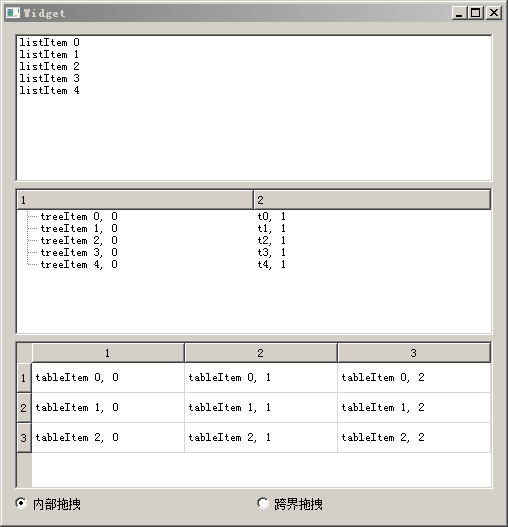 Widget
listItem 0
listItem 1
listItem 2
listItem 3
listItem 4
1 2
treeItem 0, 0 t0, 1
treeItem 1, 0 t1, 1
treeItem 2, 0 t2, 1
treeItem 3, 0 t3, 1
treeItem 4, 0 t4, 1
1 2 3
1 tableItem 0, 0 tableItem 0, 1 tableItem 0, 2
2 tableItem 1, 0 tableItem 1, 1 tableItem 1, 2
3 tableItem 2, 0 tableItem 2, 1 tableItem 2, 2
内部拖拽 跨界拖拽